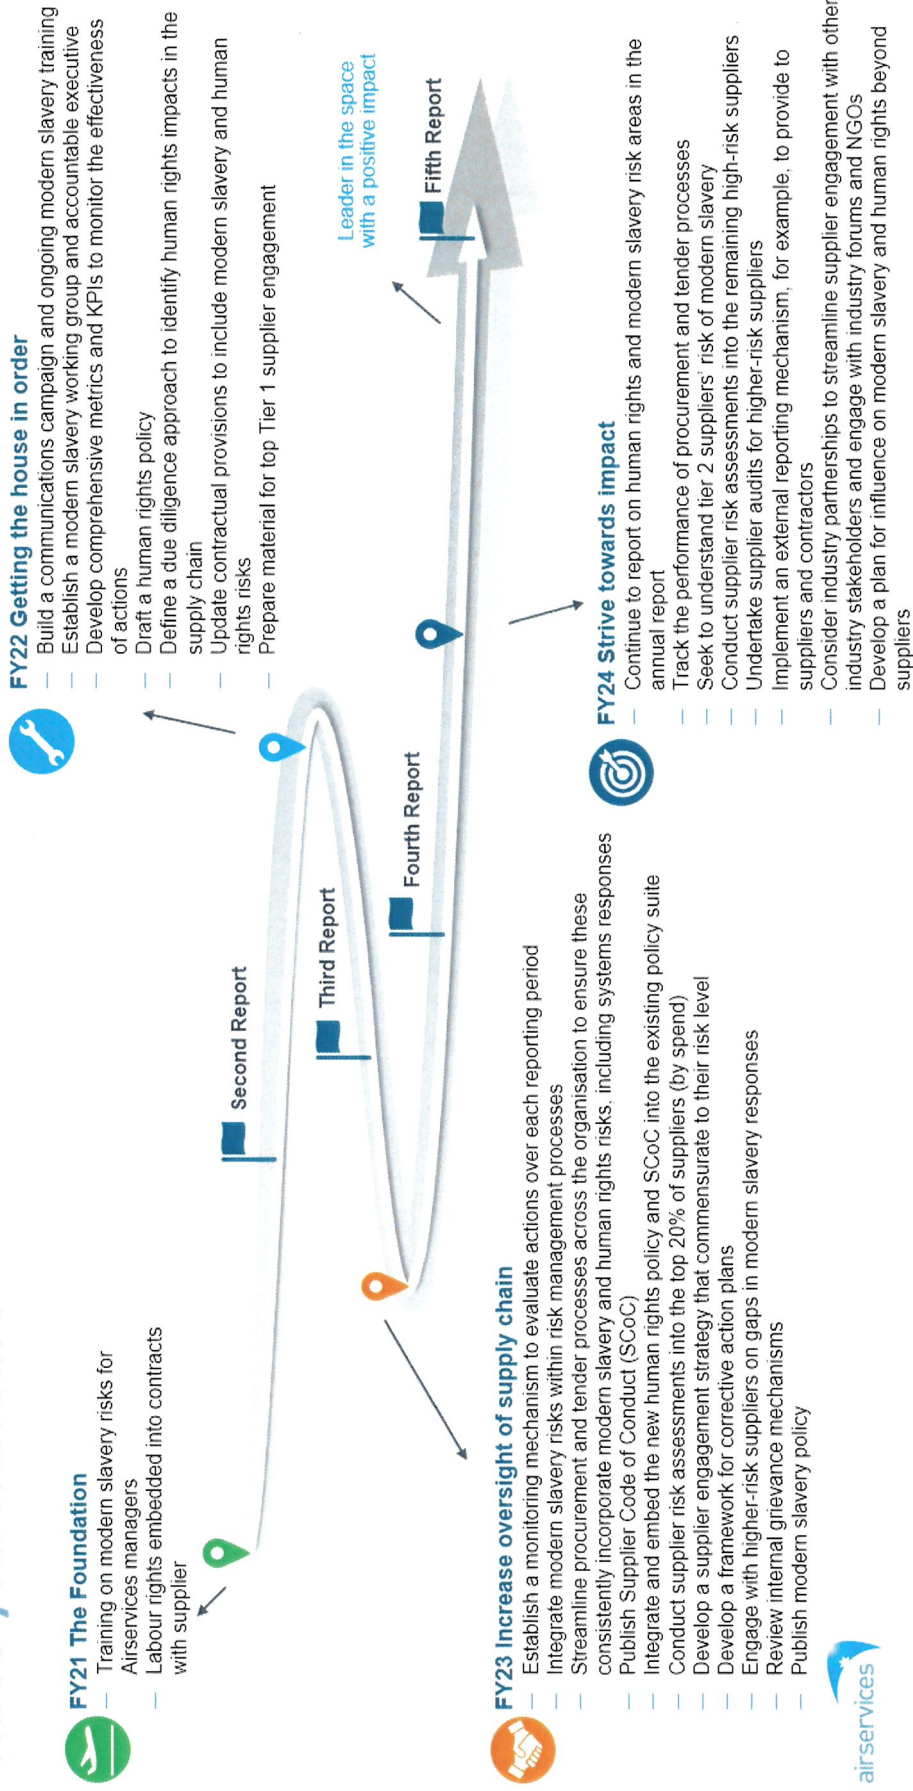 FY21 The Foundation
— Training on modern slavery risks for
Airservices managers
— Labour rights embedded into contracts
with supplier
FY22 Getting the house in order
— Build a communications campaign and ongoing modern slavery training
— Establish a modern slavery working group and accountable executive
— Develop comprehensive metrics and KPIs to monitor the effectiveness
of actions
— Draft a human rights policy
— Define a due diligence approach to identify human rights impacts in the
supply chain
— Update contractual provisions to include modern slavery and human
rights risks
— Prepare material for top Tier 1 supplier engagement
Second Report
Third Report
Fourth Report
Leader in the space
with a positive impact
Fifth Report
FY23 Increase oversight of supply chain
— Establish a monitoring mechanism to evaluate actions over each reporting period
— Integrate modern slavery risks within risk management processes
— Streamline procurement and tender processes across the organisation to ensure these
consistently incorporate modern slavery and human rights risks, including systems responses
— Publish Supplier Code of Conduct (SCoC)
— Integrate and embed the new human rights policy and SCoC into the existing policy suite
— Conduct supplier risk assessments into the top 20% of suppliers (by spend)
— Develop a supplier engagement strategy that commensurate to their risk level
— Develop a framework for corrective action plans
— Engage with higher-risk suppliers on gaps in modern slavery responses
— Review internal grievance mechanisms
— Publish modern slavery policy
FY24 Strive towards impact
— Continue to report on human rights and modern slavery risk areas in the
annual report
— Track the performance of procurement and tender processes
— Seek to understand tier 2 suppliers' risk of modern slavery
— Conduct supplier risk assessments into the remaining high-risk suppliers
— Undertake supplier audits for higher-risk suppliers
— Implement an external reporting mechanism, for example, to provide to
suppliers and contractors
— Consider industry partnerships to streamline supplier engagement with other
industry stakeholders and engage with industry forums and NGOs
— Develop a plan for influence on modern slavery and human rights beyond
suppliers
airservices